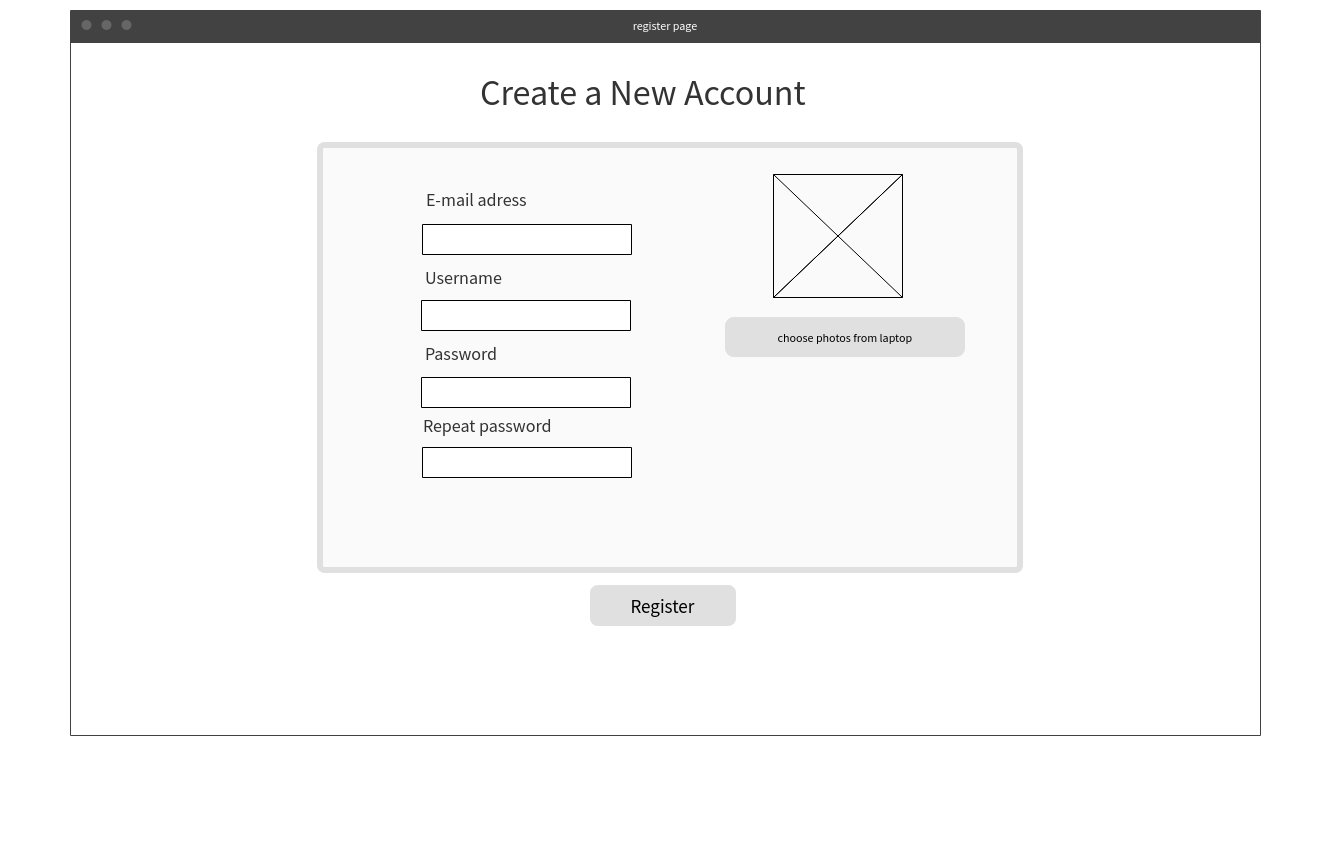 register page
Create a New Account
E-mail adress
Username
Password
Repeat password
choose photos from laptop
Register